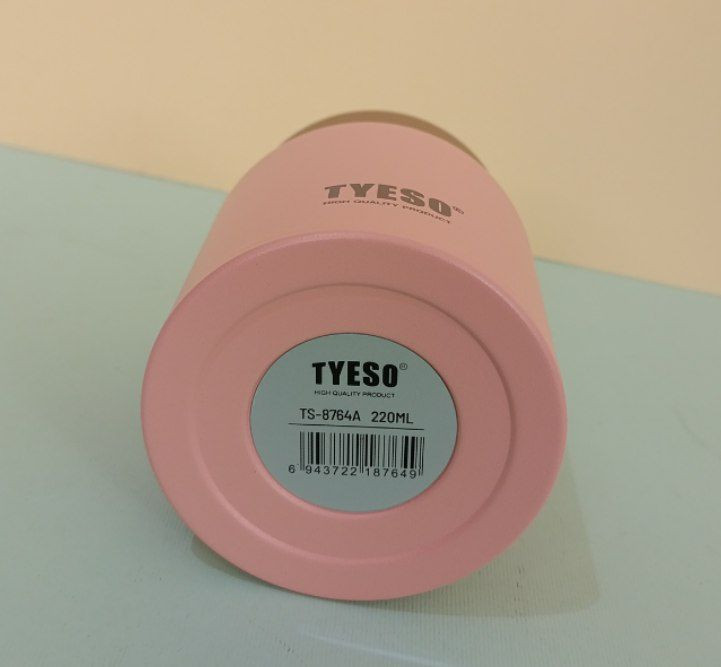 TYESO®
HIGH QUALITY PRODUCT
TYESO®
HIGH QUALITY PRODUCT
TS-8764A 220ML
6 943722 187649